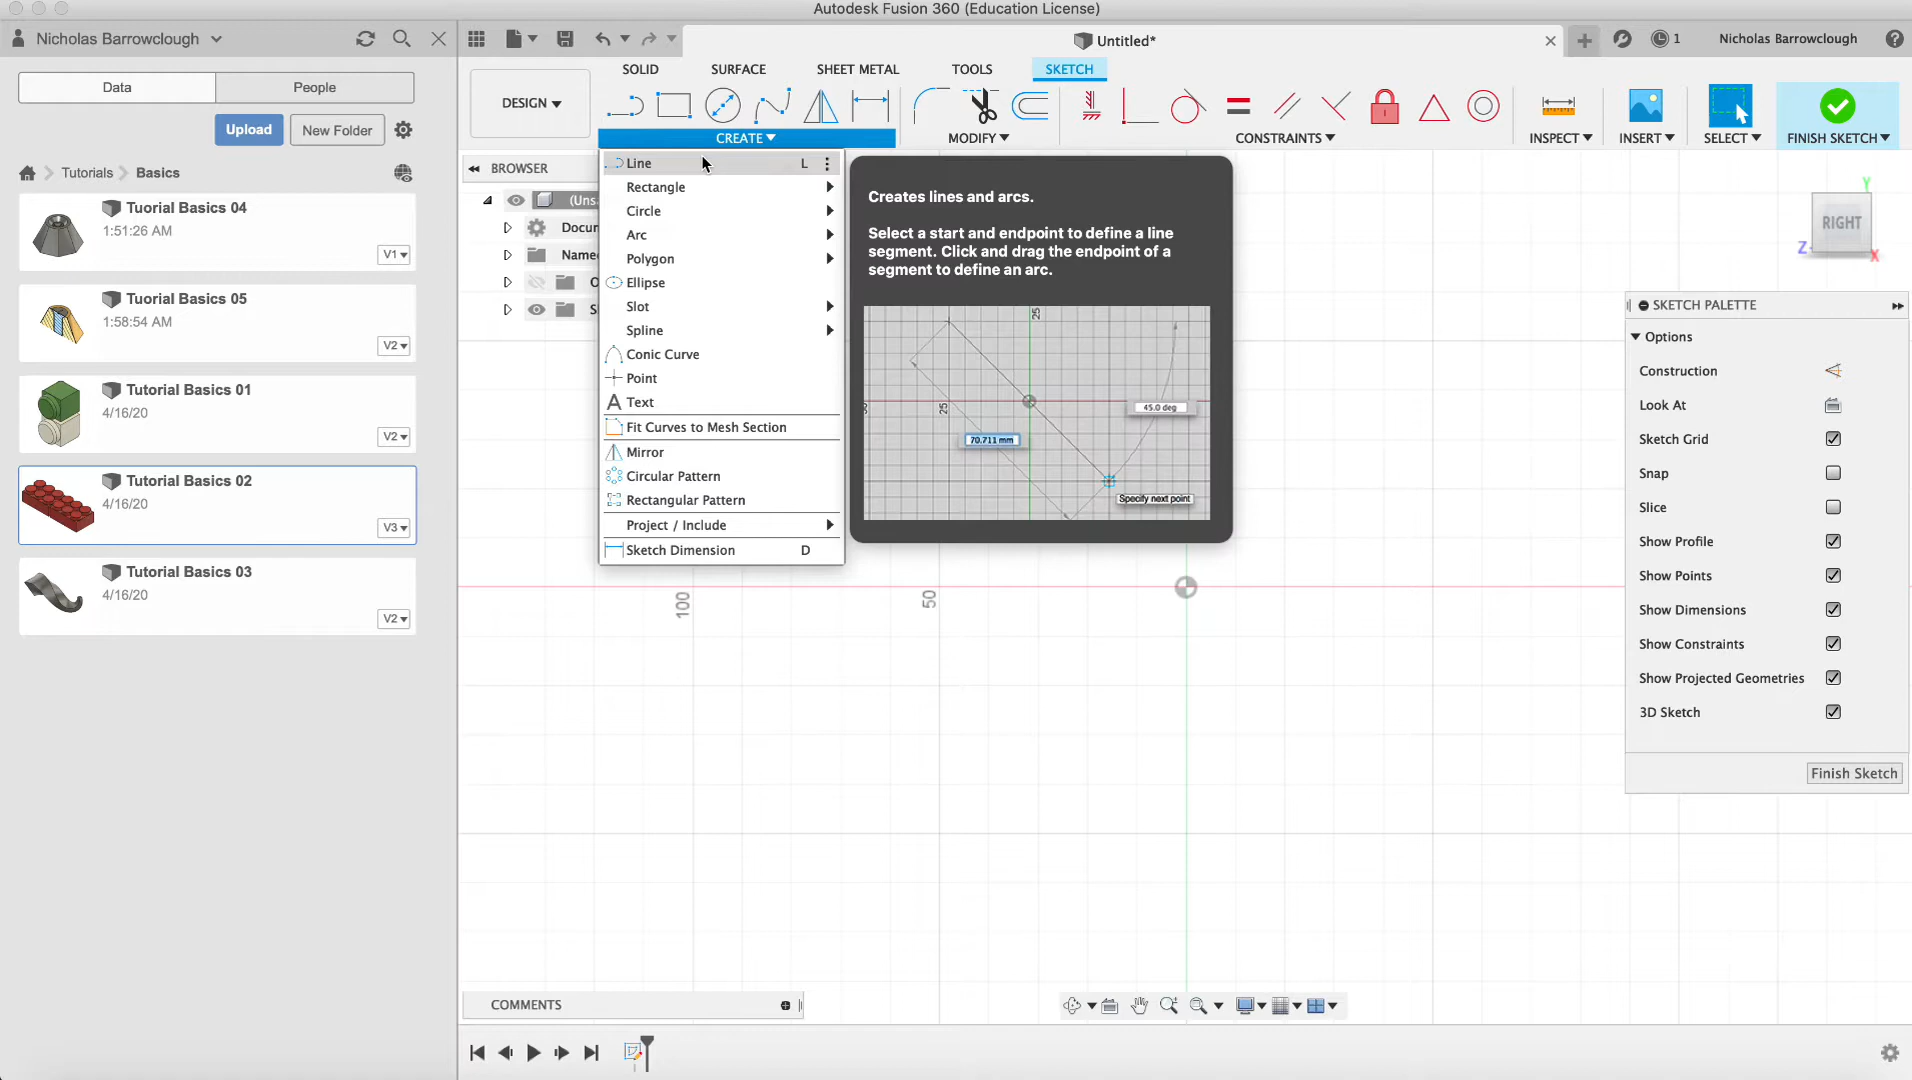 Autodesk Fusion 360 (Education License)
Nicholas Barrowclough
Untitled*
1
Nicholas Barrowclough
Data
People
Upload
New Folder
Tutorials
Basics
Tuorial Basics 04
1:51:26 AM
V1
Tuorial Basics 05
1:58:54 AM
V2
Tutorial Basics 01
4/16/20
V2
Tutorial Basics 02
4/16/20
V3
Tutorial Basics 03
4/16/20
V2
DESIGN
SOLID
SURFACE
SHEET METAL
TOOLS
SKETCH
CREATE
MODIFY
CONSTRAINTS
INSPECT
INSERT
SELECT
FINISH SKETCH
BROWSER
(Unsa
Docum
Named
O
S
Line L
Rectangle
Circle
Arc
Polygon
Ellipse
Slot
Spline
Conic Curve
Point
Text
Fit Curves to Mesh Section
Mirror
Circular Pattern
Rectangular Pattern
Project / Include
Sketch Dimension D
Creates lines and arcs.
Select a start and endpoint to define a line
segment. Click and drag the endpoint of a
segment to define an arc.
25
25
45.0 deg
70.711 mm
Specify next point
100
50
Y
RIGHT
Z
X
SKETCH PALETTE
Options
Construction
Look At
Sketch Grid
Snap
Slice
Show Profile
Show Points
Show Dimensions
Show Constraints
Show Projected Geometries
3D Sketch
Finish Sketch
COMMENTS